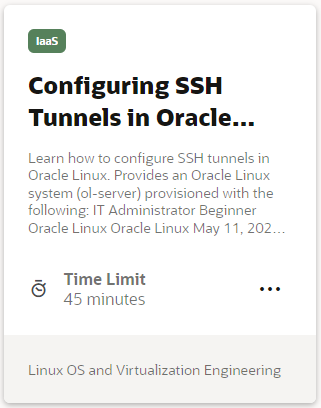 IaaS
Configuring SSH
Tunnels in Oracle...
Learn how to configure SSH tunnels in
Oracle Linux. Provides an Oracle Linux
system (ol-server) provisioned with the
following: IT Administrator Beginner
Oracle Linux Oracle Linux May 11, 202...
Time Limit
45 minutes
Linux OS and Virtualization Engineering